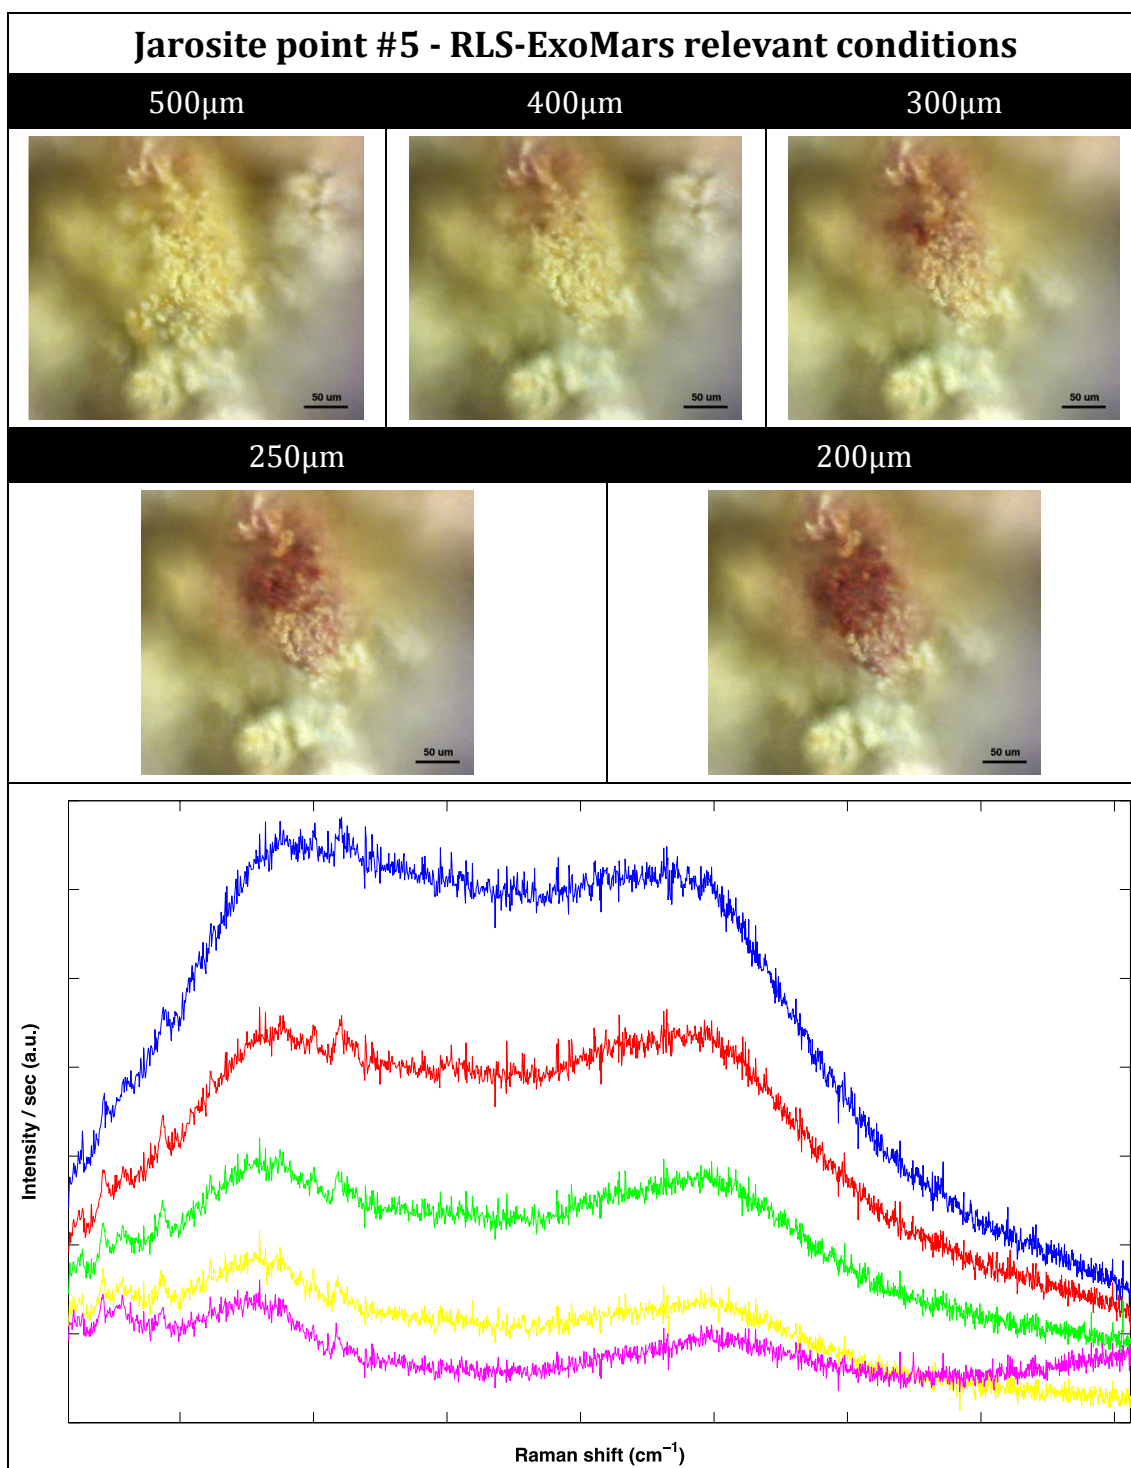 Jarosite point #5 - RLS-ExoMars relevant conditions
500μm 400μm 300μm
50 um 50 um 50 um
250μm 200μm
50 um 50 um
Intensity / sec (a.u.)
Raman shift (cm⁻¹)